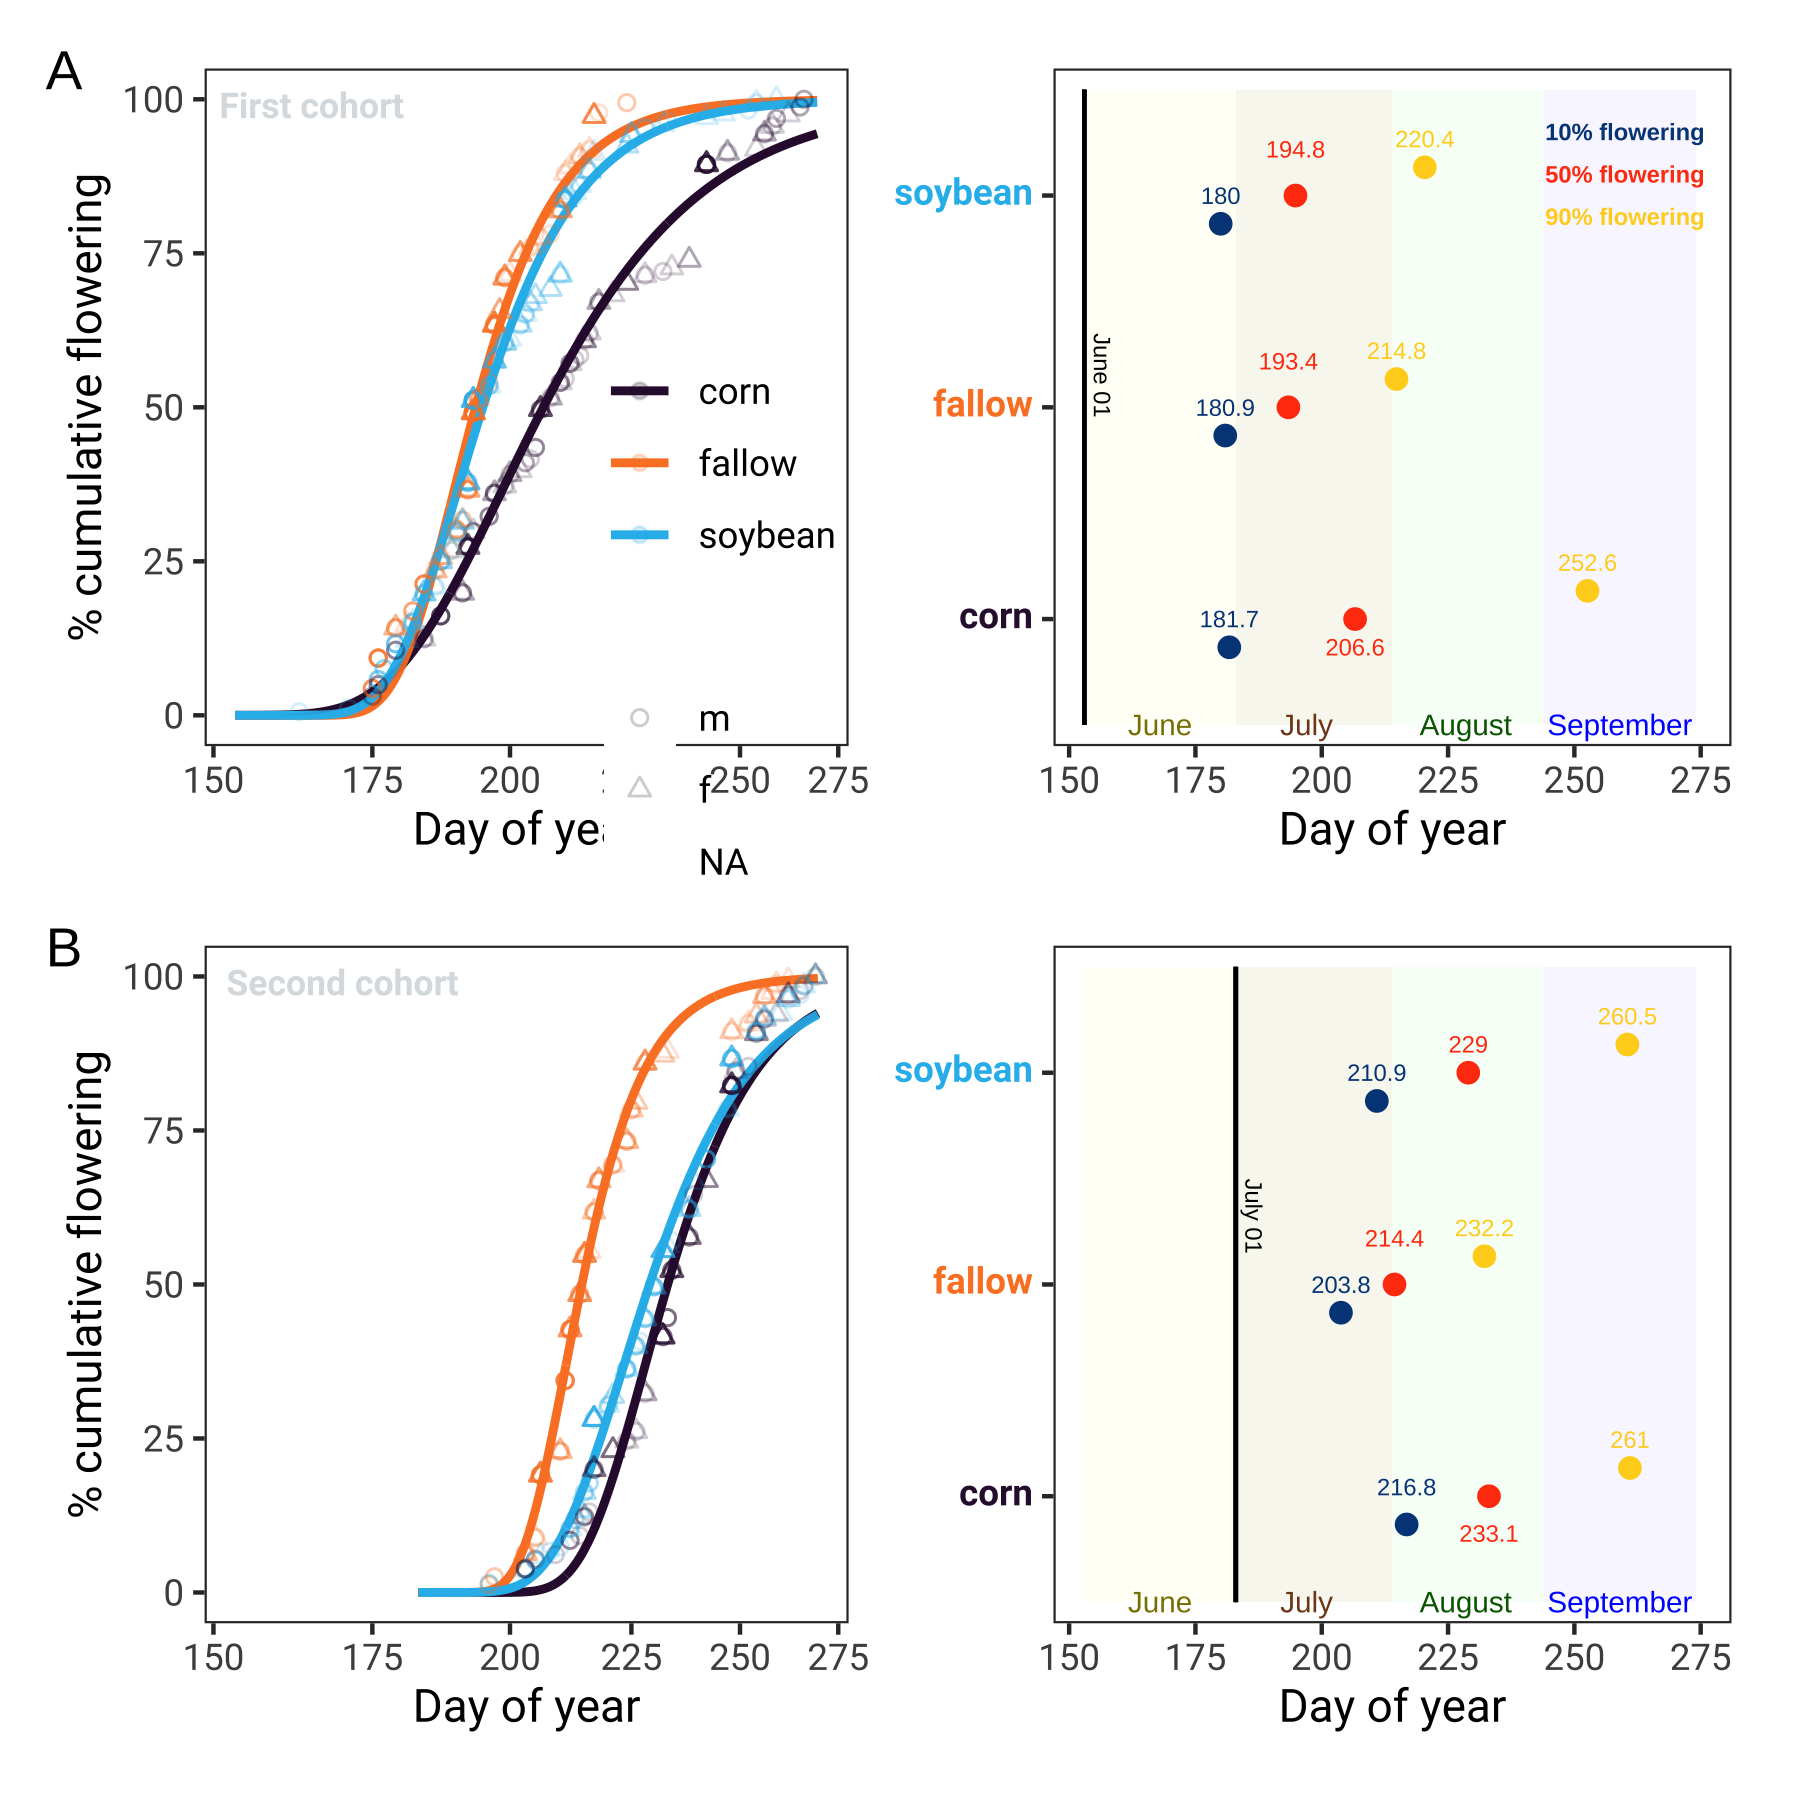 A
First cohort
% cumulative flowering
100
75
50
25
0
corn
fallow
soybean
m
f
NA
150 175 200 250 275
Day of yea
soybean
fallow
corn
June 01
180
194.8
220.4
180.9
193.4
214.8
181.7
206.6
252.6
10% flowering
50% flowering
90% flowering
June July August September
150 175 200 225 250 275
Day of year
B
Second cohort
% cumulative flowering
100
75
50
25
0
150 175 200 225 250 275
Day of year
soybean
fallow
corn
July 01
210.9
229
260.5
203.8
214.4
232.2
216.8
233.1
261
June July August September
150 175 200 225 250 275
Day of year